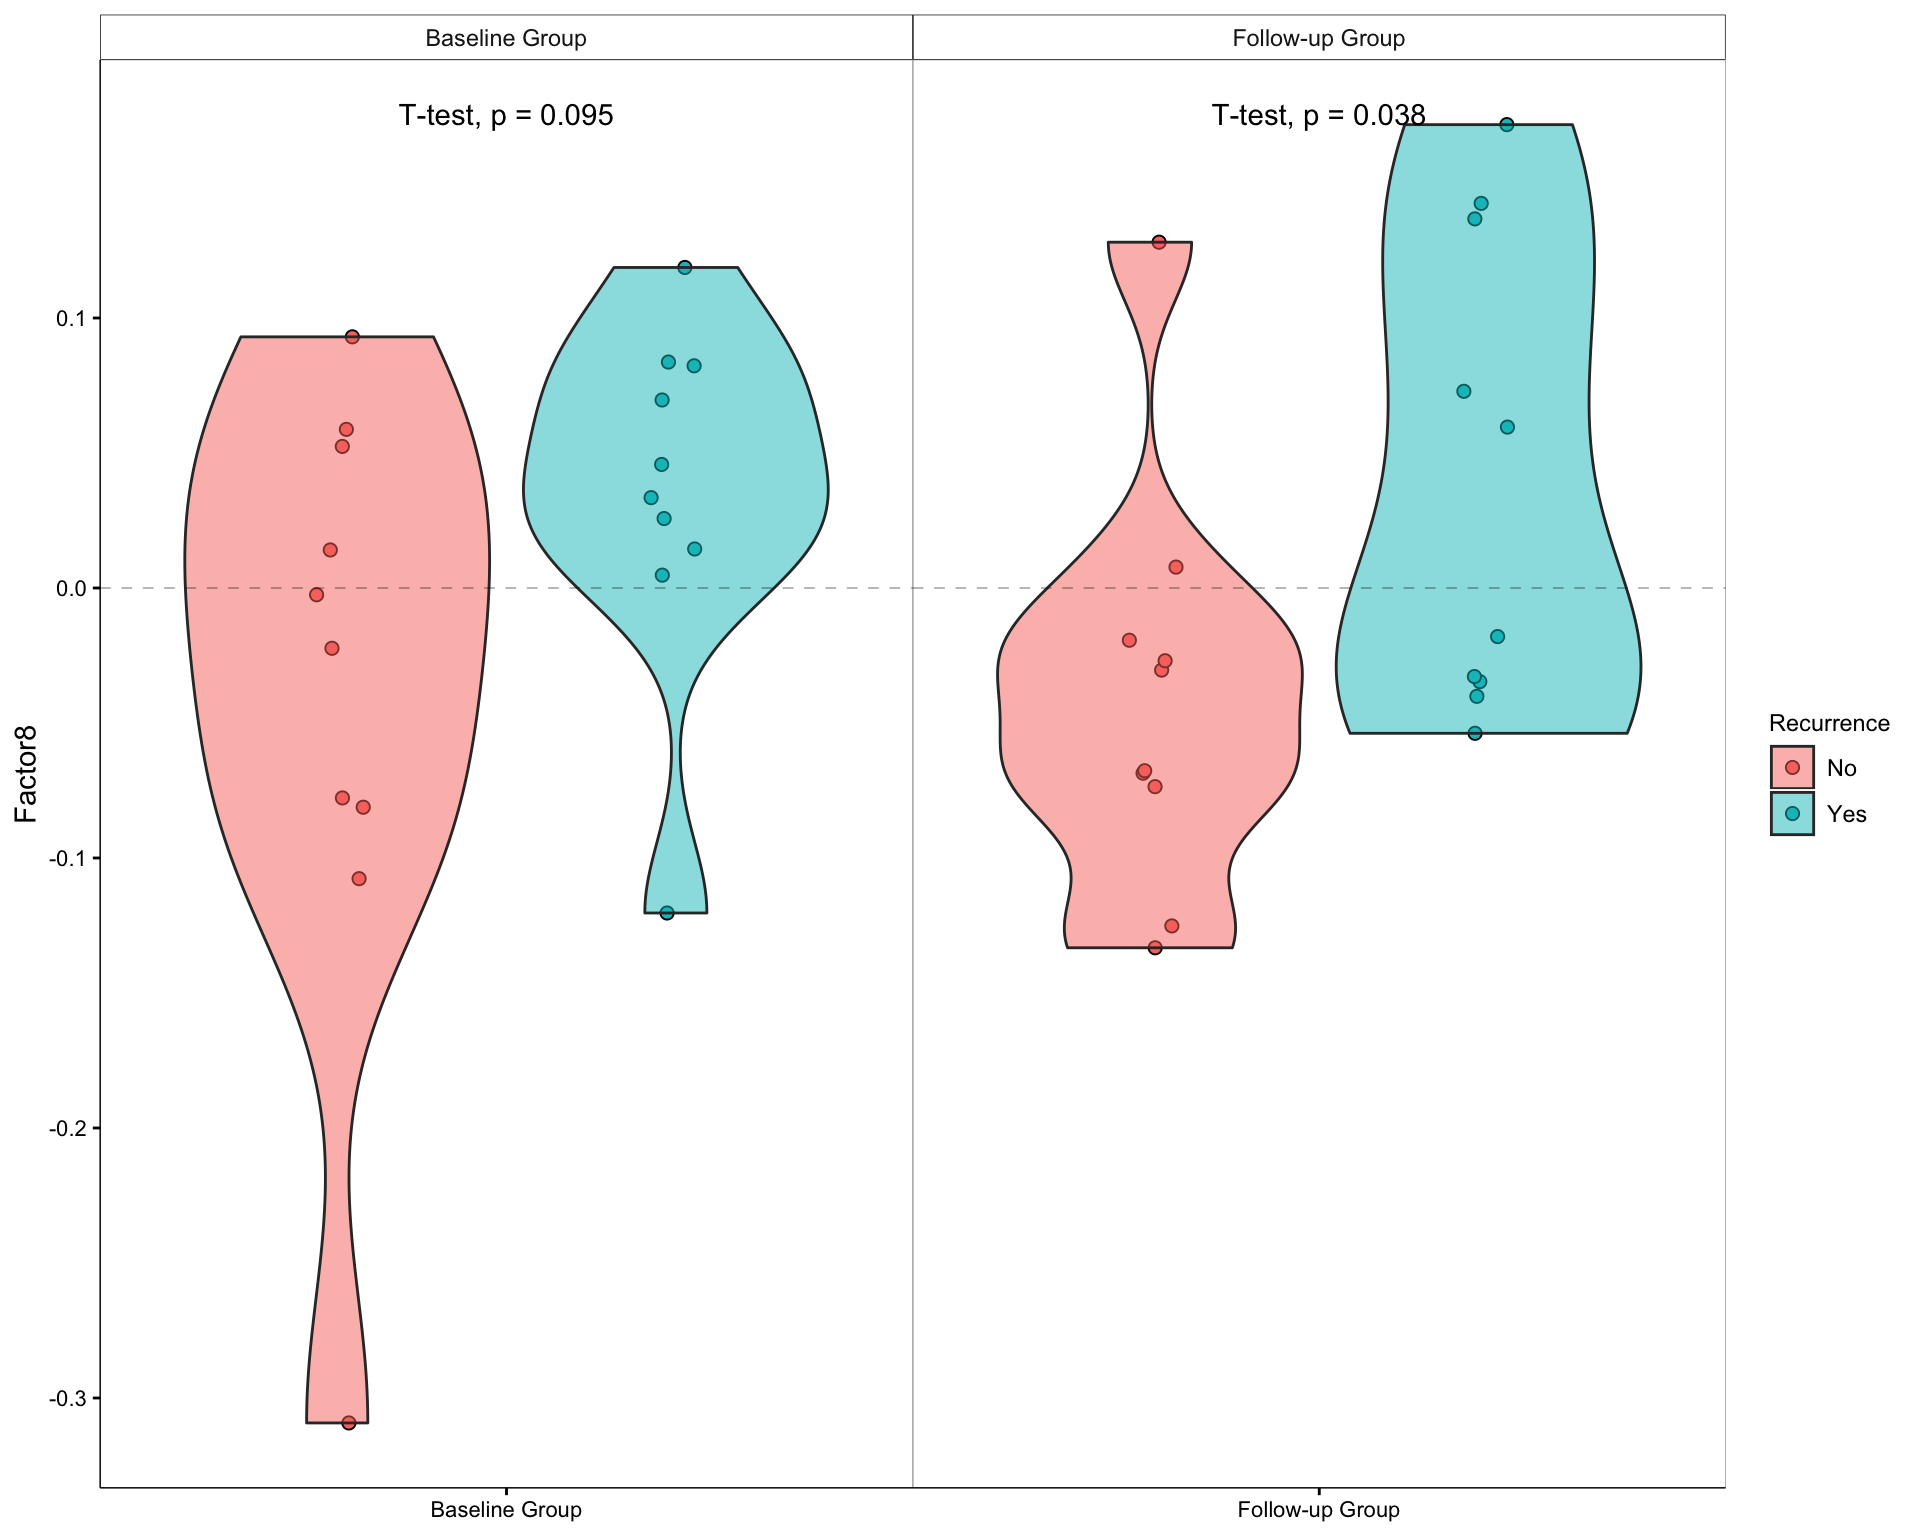 Baseline Group
Follow-up Group
T-test, p = 0.095
T-test, p = 0.038
0.1
0.0
-0.1
-0.2
-0.3
Factor8
Baseline Group
Follow-up Group
Recurrence
No
Yes